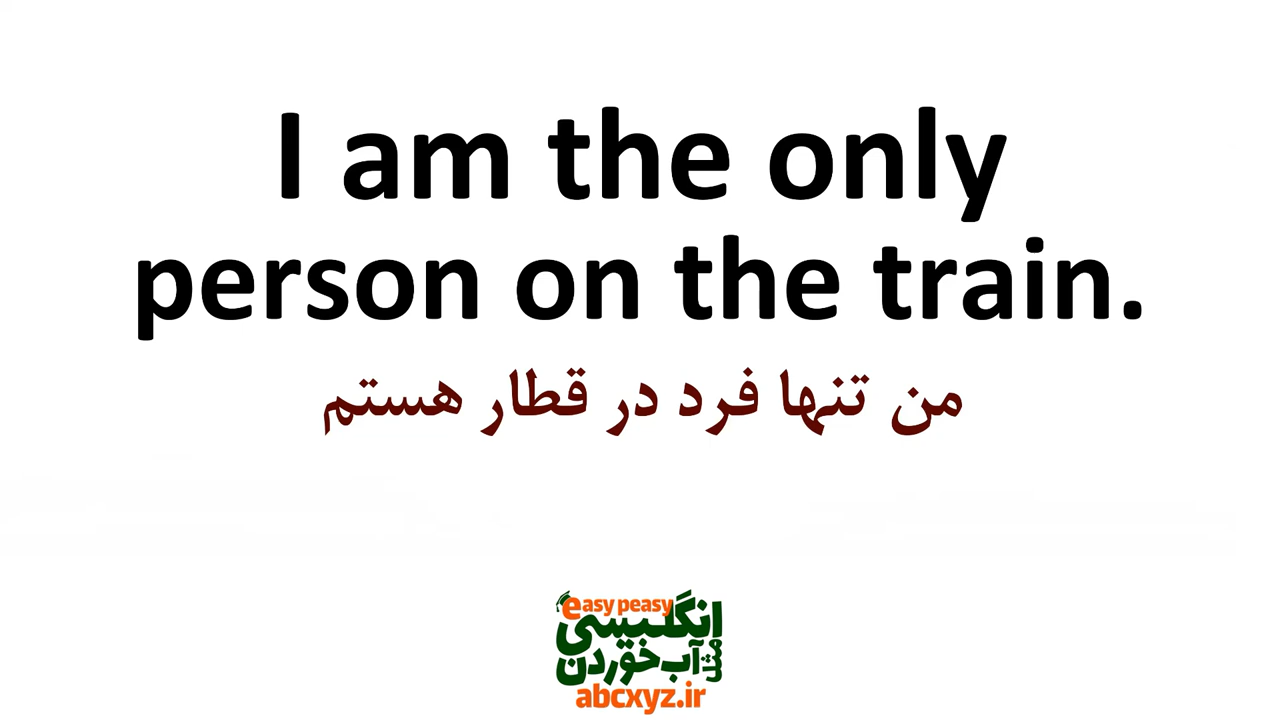 I am the only
person on the train.
من تنها فرد در قطار هستم
easy peasy
انگلیسی
مثل آب خوردن
abcxyz.ir